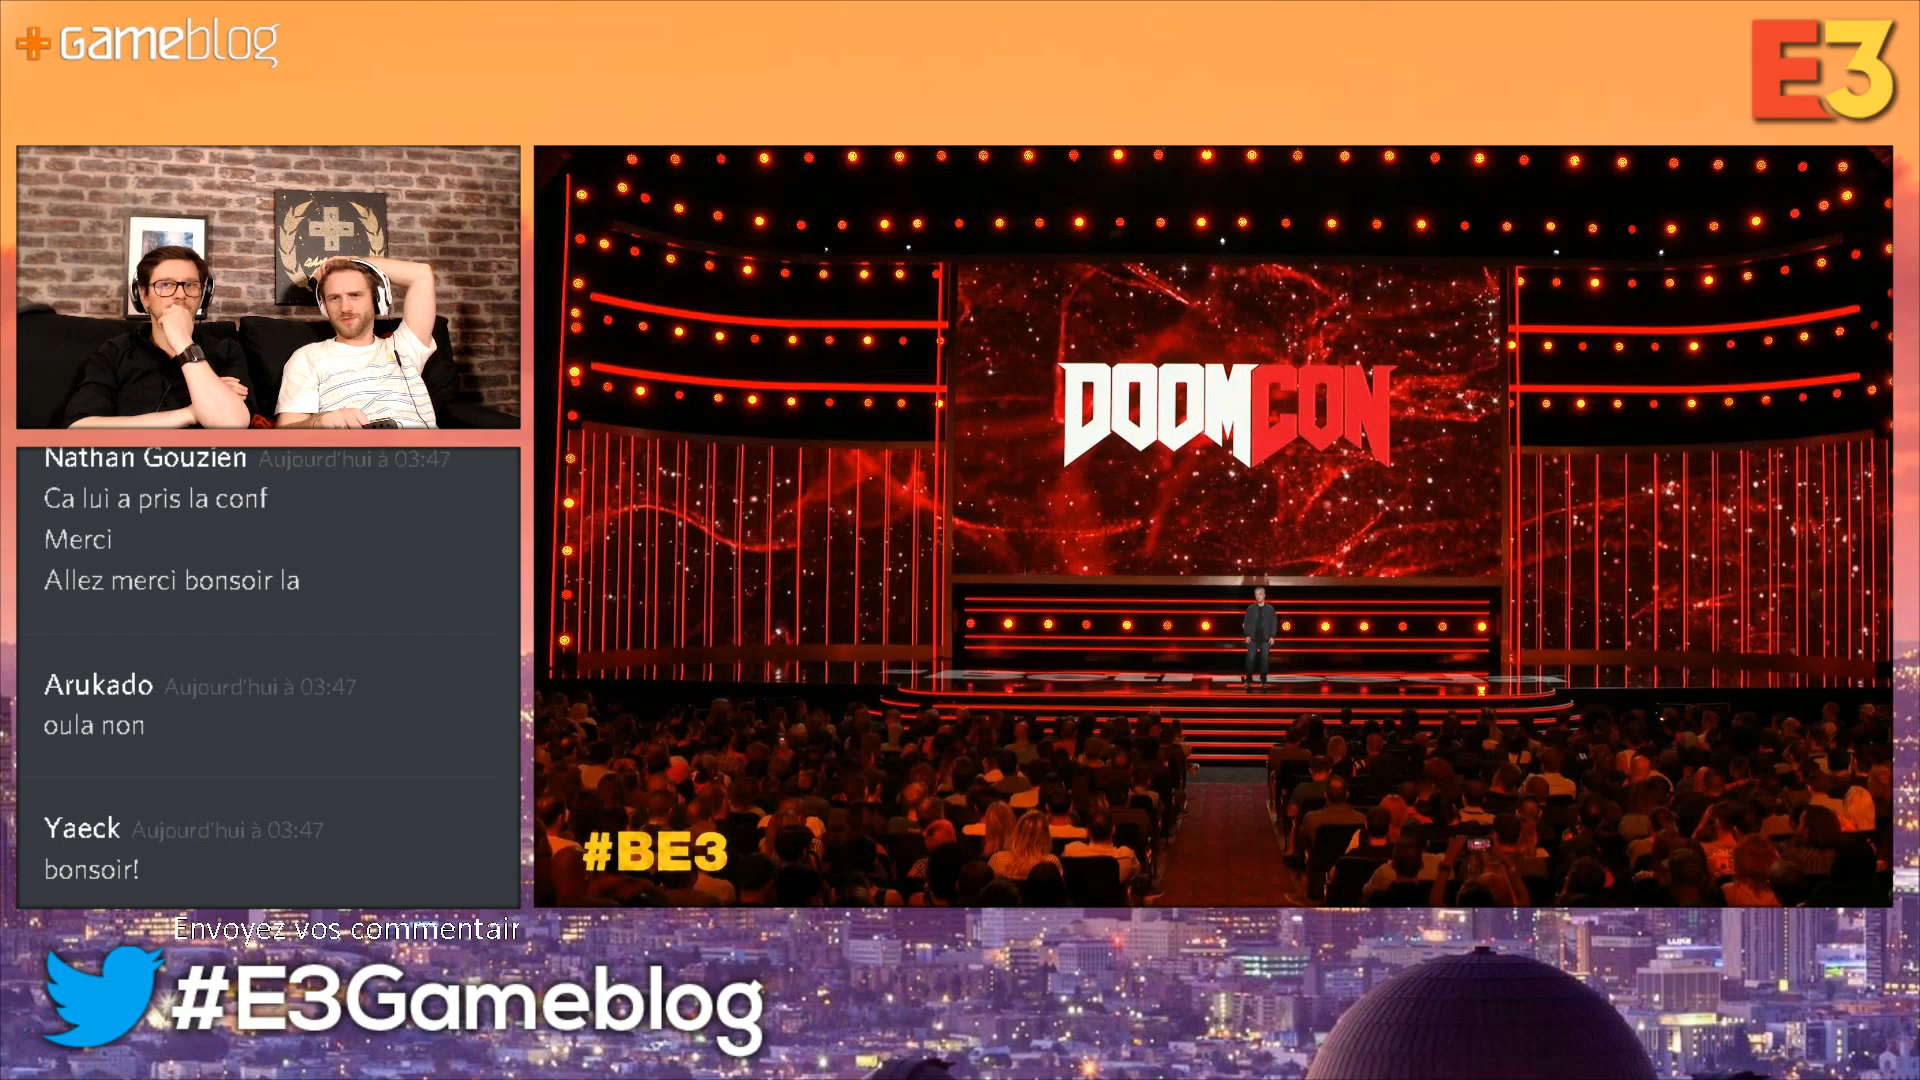 gameblog
E3
DOOMCON
Nathan Gouzien Aujourd'hui à 03:47
Ca lui a pris la conf
Merci
Allez merci bonsoir la
Arukado Aujourd'hui à 03:47
oula non
Yaeck Aujourd'hui à 03:47
bonsoir!
#BE3
Envoyez vos commentair
#E3Gameblog